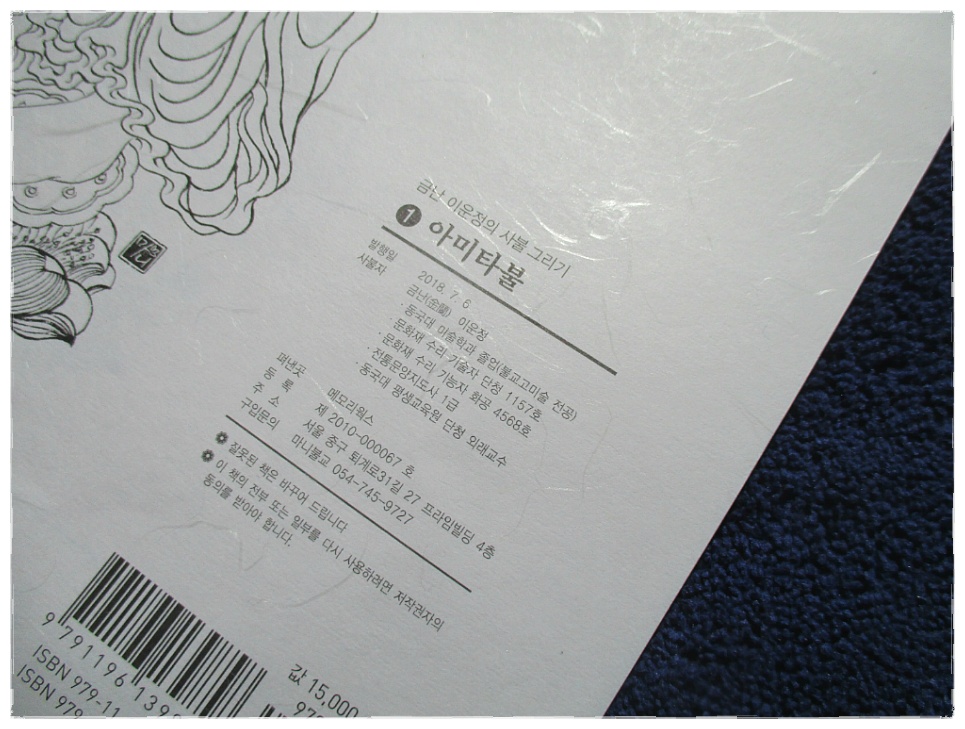 금난 이운정의 사불 그리기
1 아미타불
발행일 2018. 7. 6
사불자 금난(金蘭) 이운정
· 동국대 미술학과 졸업(불교고미술 전공)
· 문화재 수리 기술자 단청 1157호
· 문화재 수리 기능자 화공 4568호
· 전통문양지도사 1급
· 동국대 평생교육원 단청 외래교수
펴낸곳 메모리웍스
등 록 제 2010-000067 호
주 소 서울 중구 퇴계로31길 27 프라임빌딩 4층
구입문의 마니불교 054-745-9727
잘못된 책은 바꾸어 드립니다
이 책의 전부 또는 일부를 다시 사용하려면 저작권자의
동의를 받아야 합니다.
값 15,000
9 791196 139
ISBN 979-11
ISBN 979